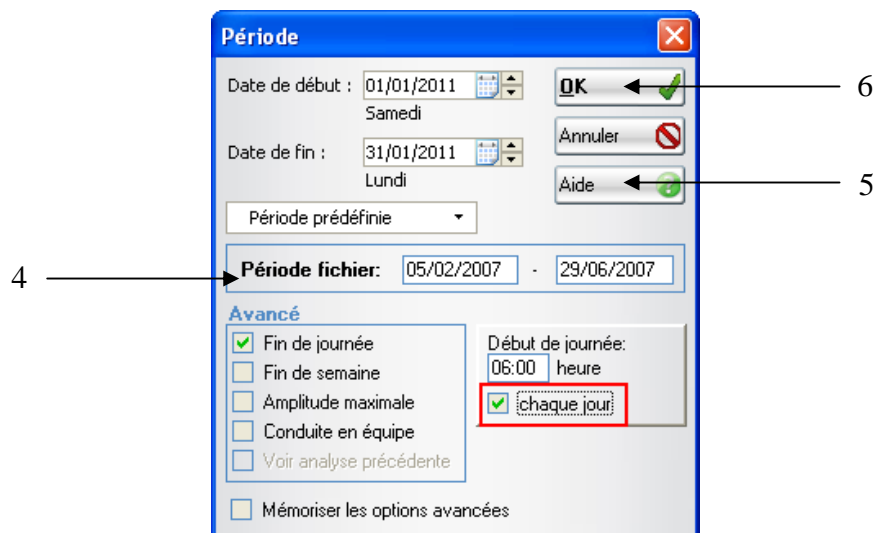 Période
Date de début : 01/01/2011
Samedi
OK
6
Date de fin : 31/01/2011
Lundi
Annuler
Aide
5
Période prédéfinie
4
Période fichier: 05/02/2007 - 29/06/2007
Avancé
Fin de journée
Fin de semaine
Amplitude maximale
Conduite en équipe
Voir analyse précédente
Début de journée:
06:00 heure
chaque jour
Mémoriser les options avancées